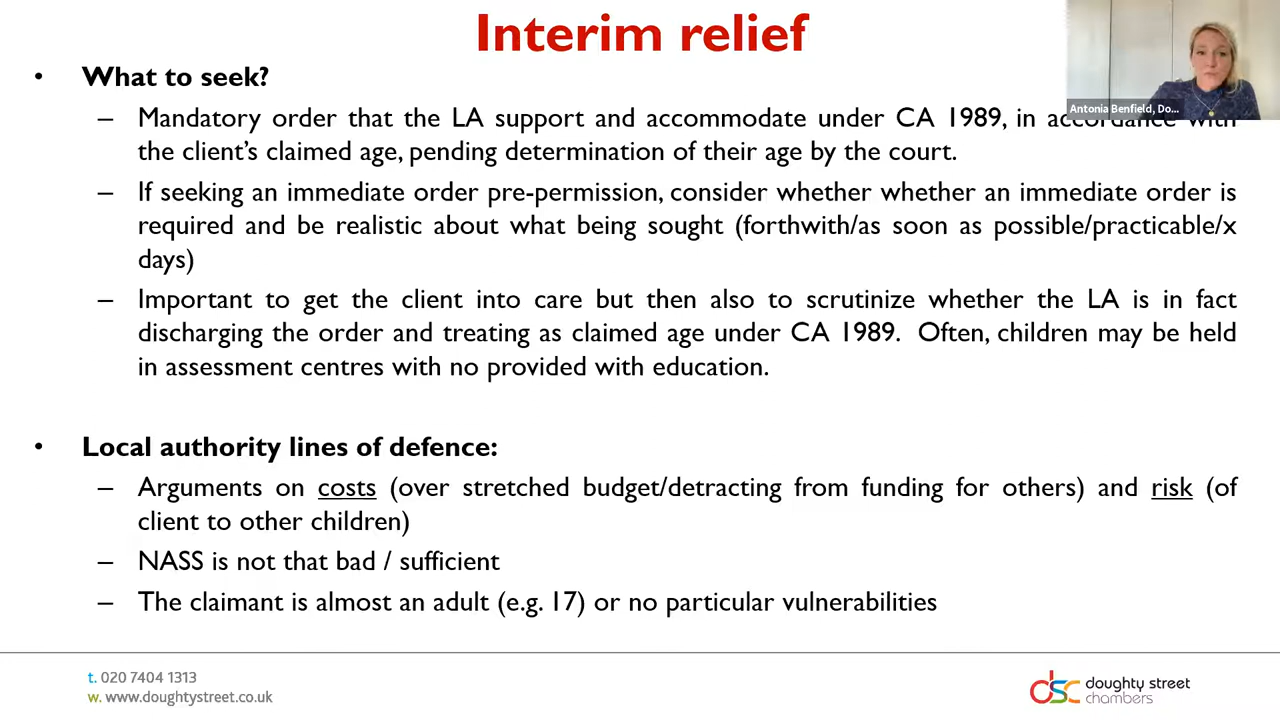 Interim relief
• What to seek?
– Mandatory order that the LA support and accommodate under CA 1989, in accordance with
the client's claimed age, pending determination of their age by the court.
– If seeking an immediate order pre-permission, consider whether whether an immediate order is
required and be realistic about what being sought (forthwith/as soon as possible/practicable/x
days)
– Important to get the client into care but then also to scrutinize whether the LA is in fact
discharging the order and treating as claimed age under CA 1989. Often, children may be held
in assessment centres with no provided with education.
• Local authority lines of defence:
– Arguments on costs (over stretched budget/detracting from funding for others) and risk (of
client to other children)
– NASS is not that bad / sufficient
– The claimant is almost an adult (e.g. 17) or no particular vulnerabilities
Antonia Benfield, Do...
t. 020 7404 1313
w. www.doughtystreet.co.uk
dsc doughty street
chambers